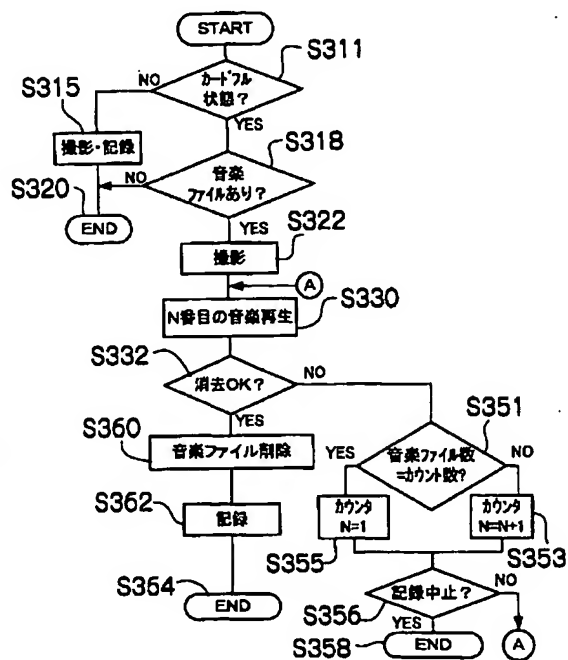 START
S311
カードフル
状態?
NO
YES
S315
撮影・記録
S318
音楽
ファイルあり?
NO
YES
S320
END
S322
撮影
A
S330
N番目の音楽再生
S332
消去OK?
NO
YES
S351
音楽ファイル数
=カウント数?
YES
NO
S360
音楽ファイル削除
S362
記録
カウンタ
N=1
S355
カウンタ
N=N+1
S353
S364
END
S356
記録中止?
NO
YES
S358
END
A